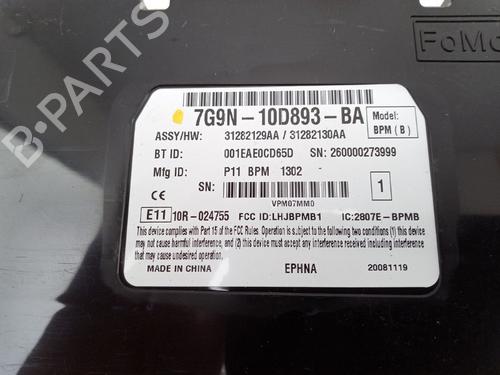 B-PARTS
FoMo
7G9N-10D893-BA
Model:
BPM (B)
ASSY/HW: 31282129AA / 31282130AA
BT ID: 001EAE0CD65D SN: 260000273999
Mfg ID: P11 BPM 1302
SN:
VPM07MM0
1
CE
E11 10R-024755 FCC ID:LHJBPMB1 IC:2807E-BPMB
This device complies with Part 15 of the FCC Rules. Operation is
subject to the following two conditions: (1) this device may not
cause harmful interference, and (2) this device must accept any
interference received, including interference that may cause
undesired operation.
MADE IN CHINA EPHNA 20081119